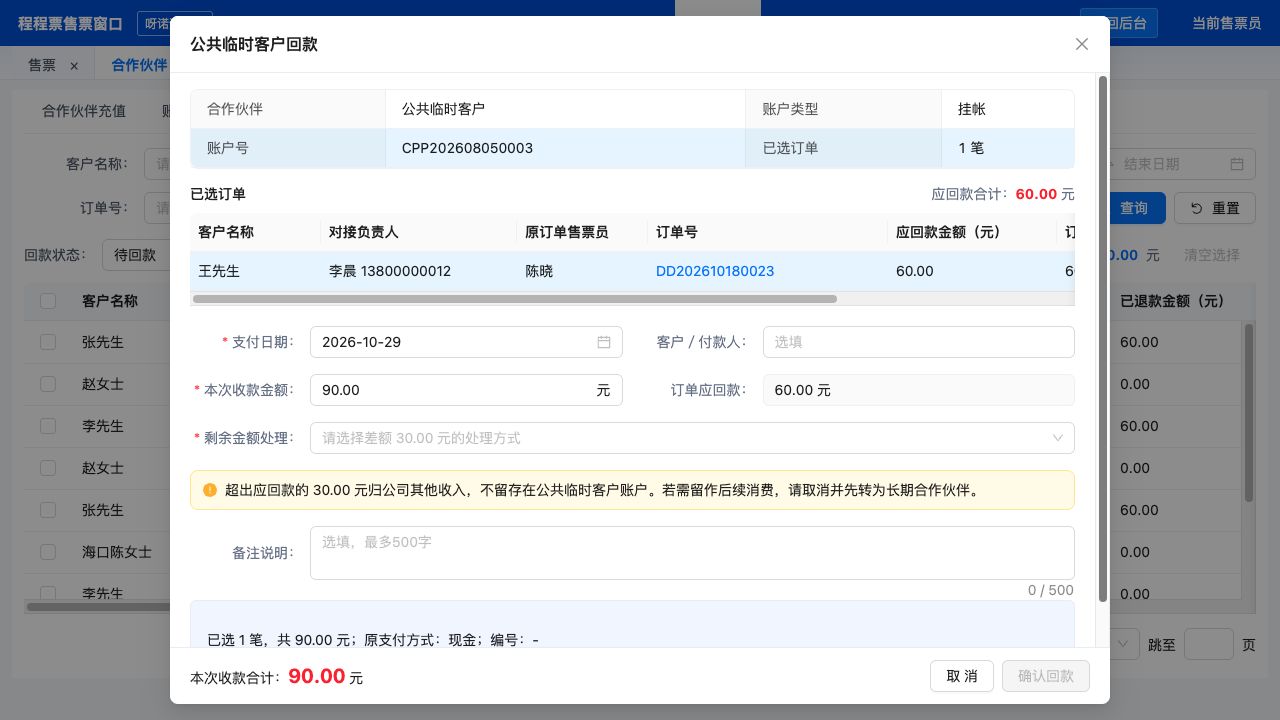 程程票售票窗口
呀诺
回后台
当前售票员
售票 ×
合作伙伴
合作伙伴充值
客户名称：
请
结束日期
订单号：
请
查询
重置
回款状态：
待回款
0.00 元
清空选择
客户名称
已退款金额（元）
张先生
60.00
赵女士
0.00
李先生
60.00
赵女士
0.00
张先生
60.00
海口陈女士
0.00
李先生
0.00
跳至
页
公共临时客户回款
合作伙伴
公共临时客户
账户类型
挂帐
账户号
CPP202608050003
已选订单
1 笔
已选订单
应回款合计：60.00 元
客户名称
对接负责人
原订单售票员
订单号
应回款金额（元）
王先生
李晨 13800000012
陈晓
DD202610180023
60.00
* 支付日期：
2026-10-29
客户 / 付款人：
选填
* 本次收款金额：
90.00
元
订单应回款：
60.00 元
* 剩余金额处理：
请选择差额 30.00 元的处理方式
超出应回款的 30.00 元归公司其他收入，不留存在公共临时客户账户。若需留作后续消费，请取消并先转为长期合作伙伴。
备注说明：
选填，最多500字
0 / 500
已选 1 笔，共 90.00 元；原支付方式：现金；编号：-
本次收款合计：90.00 元
取 消
确认回款